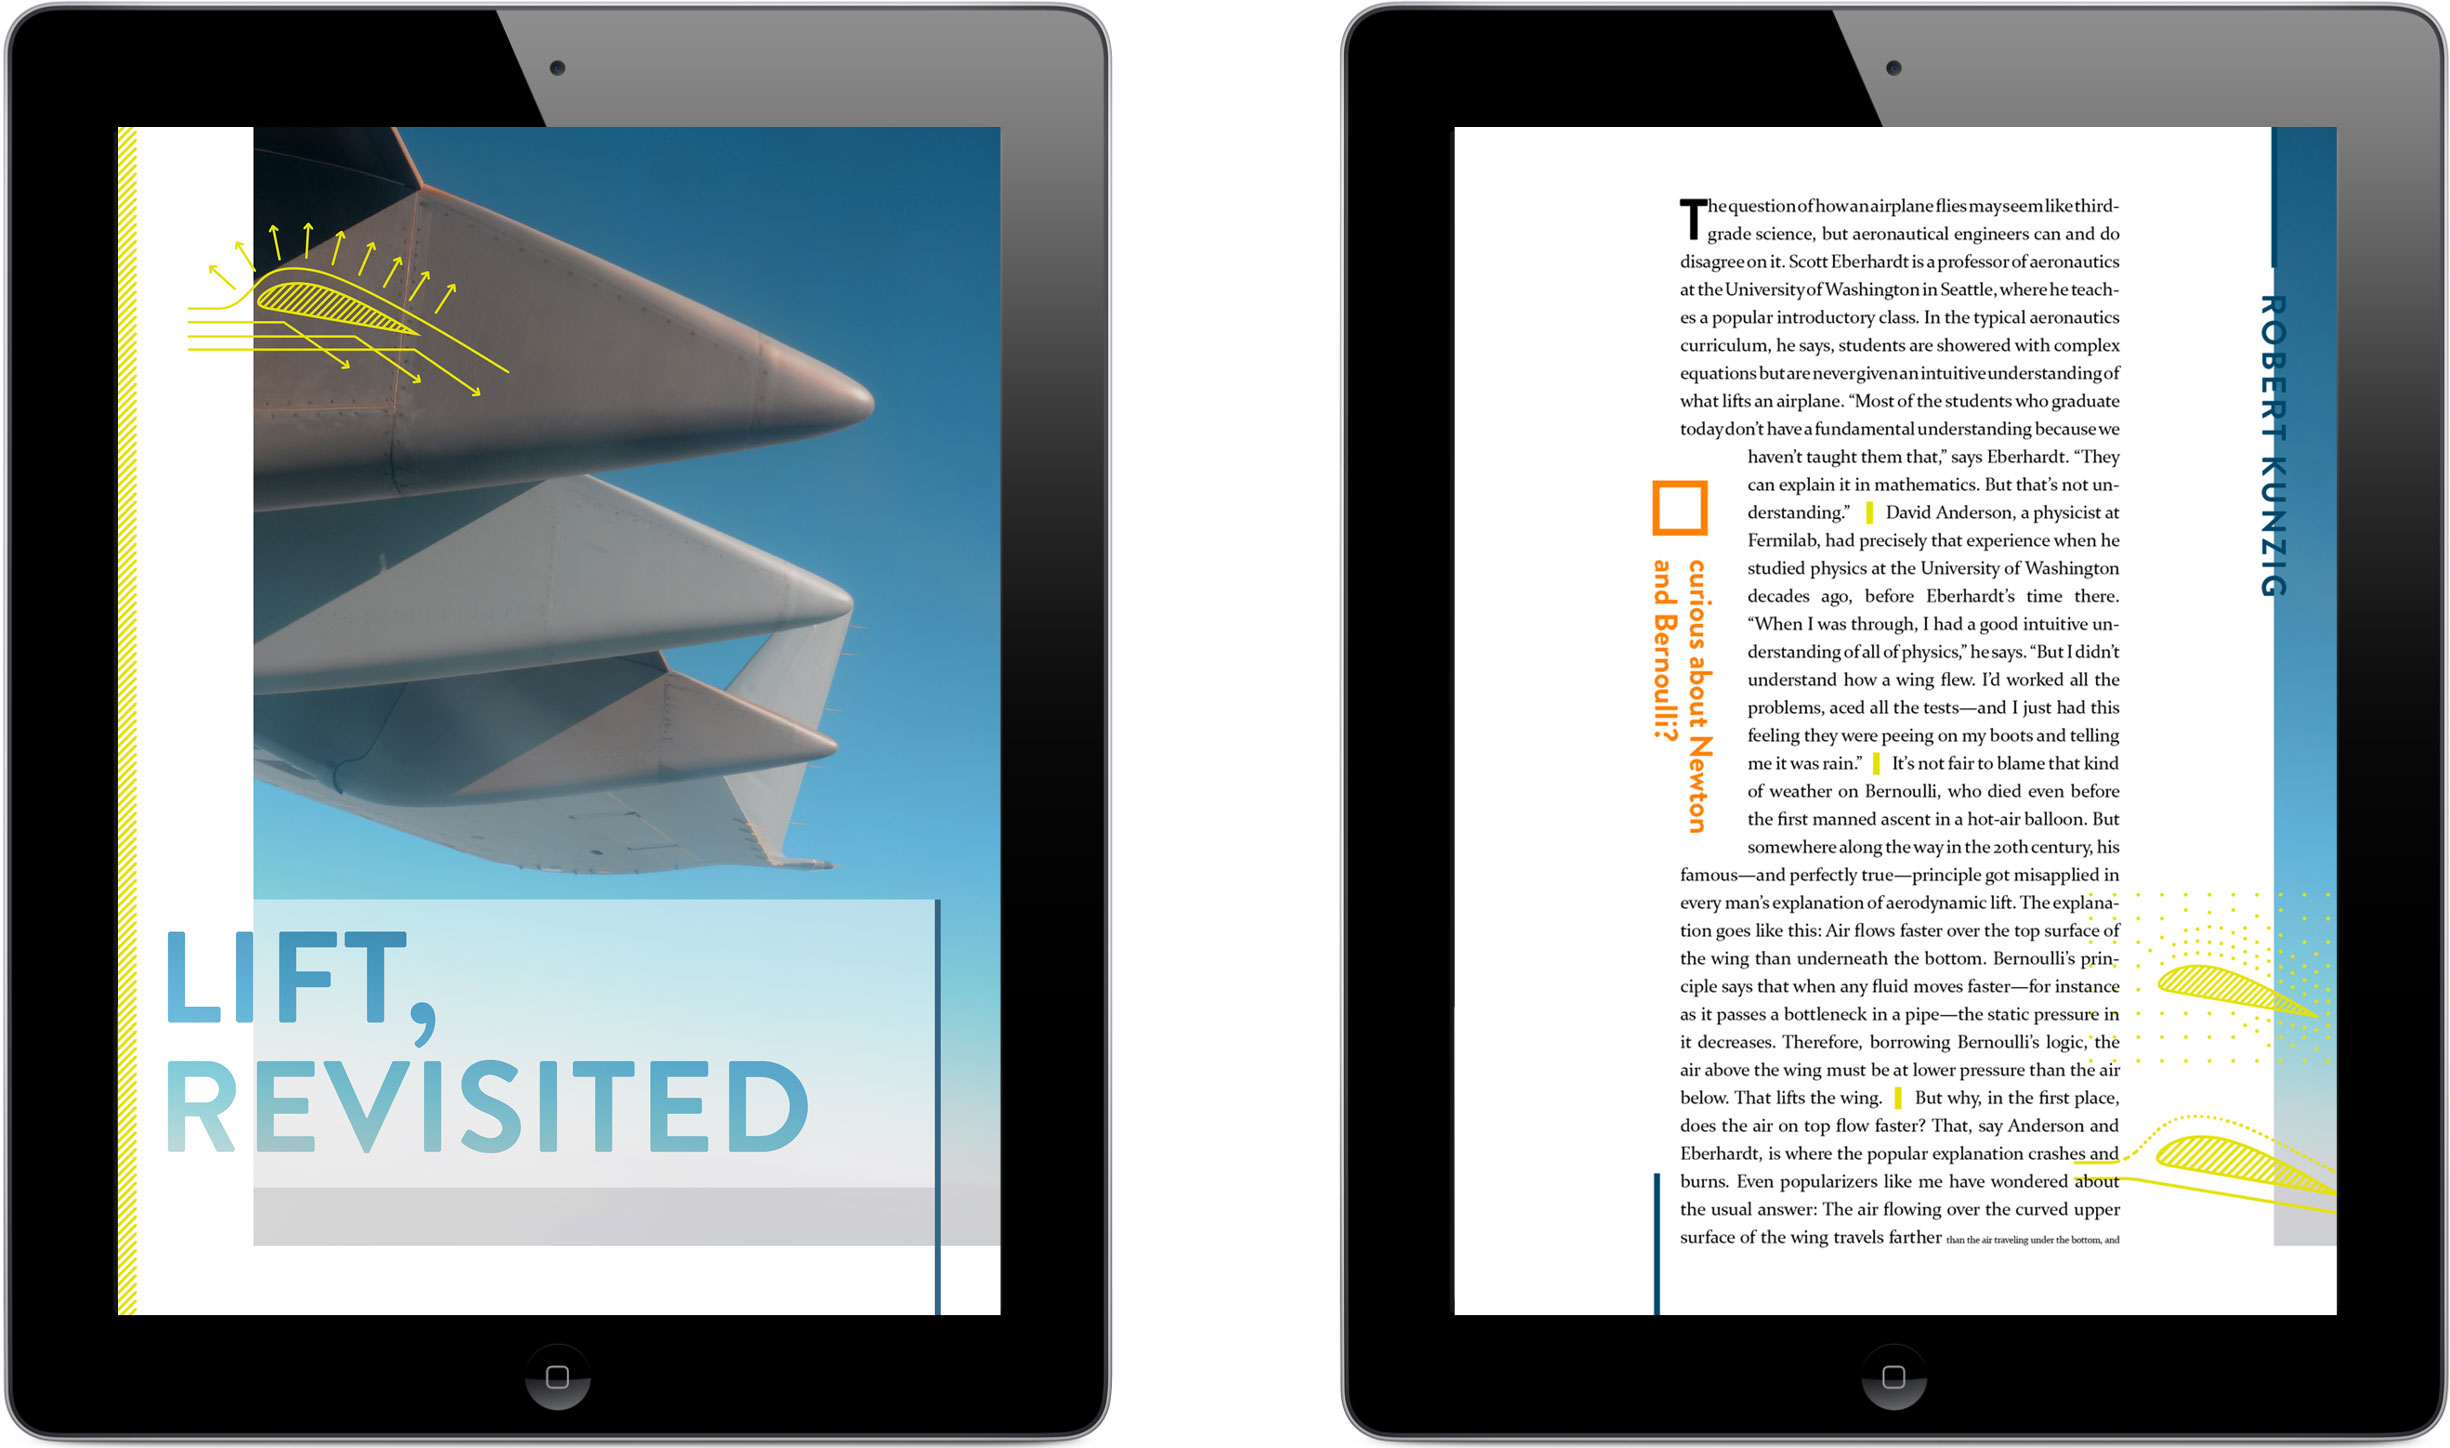 LIFT,
REVISITED
The question of how an airplane flies may seem like third-
grade science, but aeronautical engineers can and do
disagree on it. Scott Eberhardt is a professor of aeronautics
at the University of Washington in Seattle, where he teach-
es a popular introductory class. In the typical aeronautics
curriculum, he says, students are showered with complex
equations but are never given an intuitive understanding of
what lifts an airplane. “Most of the students who graduate
today don’t have a fundamental understanding because we
haven’t taught them that,” says Eberhardt. “They
can explain it in mathematics. But that’s not un-
derstanding.” David Anderson, a physicist at
Fermilab, had precisely that experience when he
studied physics at the University of Washington
decades ago, before Eberhardt’s time there.
“When I was through, I had a good intuitive un-
derstanding of all of physics,” he says. “But I didn’t
understand how a wing flew. I’d worked all the
problems, aced all the tests—and I just had this
feeling they were peeing on my boots and telling
me it was rain.” It’s not fair to blame that kind
of weather on Bernoulli, who died even before
the first manned ascent in a hot-air balloon. But
somewhere along the way in the 20th century, his
famous—and perfectly true—principle got misapplied in
every man’s explanation of aerodynamic lift. The explana-
tion goes like this: Air flows faster over the top surface of
the wing than underneath the bottom. Bernoulli’s prin-
ciple says that when any fluid moves faster—for instance
as it passes a bottleneck in a pipe—the static pressure in
it decreases. Therefore, borrowing Bernoulli’s logic, the
air above the wing must be at lower pressure than the air
below. That lifts the wing. But why, in the first place,
does the air on top flow faster? That, say Anderson and
Eberhardt, is where the popular explanation crashes and
burns. Even popularizers like me have wondered about
the usual answer: The air flowing over the curved upper
surface of the wing travels farther than the air traveling under the bottom, and
curious about Newton
and Bernoulli?
ROBERT KUNZIG